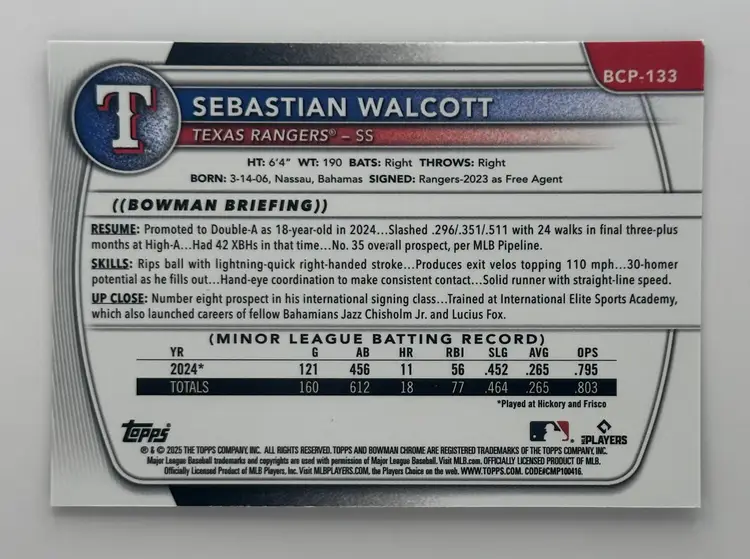 BCP-133
T
SEBASTIAN WALCOTT
TEXAS RANGERS® – SS
HT: 6'4" WT: 190 BATS: Right THROWS: Right
BORN: 3-14-06, Nassau, Bahamas SIGNED: Rangers-2023 as Free Agent
((BOWMAN BRIEFING))
RESUME: Promoted to Double-A as 18-year-old in 2024...Slashed .296/.351/.511 with 24 walks in final three-plus
months at High-A...Had 42 XBHs in that time...No. 35 overall prospect, per MLB Pipeline.
SKILLS: Rips ball with lightning-quick right-handed stroke...Produces exit velos topping 110 mph...30-homer
potential as he fills out...Hand-eye coordination to make consistent contact...Solid runner with straight-line speed.
UP CLOSE: Number eight prospect in his international signing class...Trained at International Elite Sports Academy,
which also launched careers of fellow Bahamians Jazz Chisholm Jr. and Lucius Fox.
(MINOR LEAGUE BATTING RECORD)
YR G AB HR RBI SLG AVG OPS
2024* 121 456 11 56 .452 .265 .795
TOTALS 160 612 18 77 .464 .265 .803
*Played at Hickory and Frisco
Topps
MLB PLAYERS
® & © 2025 THE TOPPS COMPANY, INC. ALL RIGHTS RESERVED. TOPPS AND BOWMAN CHROME ARE REGISTERED TRADEMARKS OF THE TOPPS COMPANY, INC.
Major League Baseball trademarks and copyrights are used with permission of Major League Baseball. Visit MLB.com. OFFICIALLY LICENSED PRODUCT OF MLB.
Officially Licensed Product of MLB Players, Inc. Visit MLBPLAYERS.COM, the Players Choice on the web. WWW.TOPPS.COM. CODE#CMP100416.